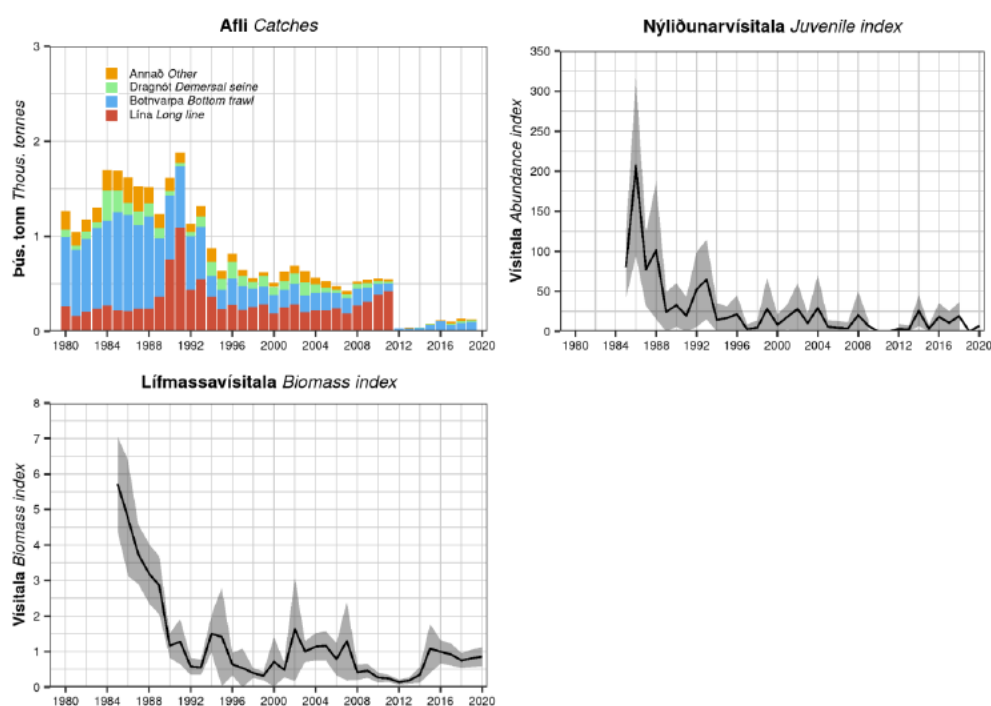 Afli Catches
Þús. tonn Thous. tonnes
3
2
1
0
Annað Other
Dragnót Demersal seine
Botnvarpa Bottom trawl
Lína Long line
1980 1984 1988 1992 1996 2000 2004 2008 2012 2016 2020
Nýliðunarvísitala Juvenile index
Vísitala Abundance index
350
300
250
200
150
100
50
0
1980 1984 1988 1992 1996 2000 2004 2008 2012 2016 2020
Lífmassavísitala Biomass index
Vísitala Biomass index
8
7
6
5
4
3
2
1
0
1980 1984 1988 1992 1996 2000 2004 2008 2012 2016 2020